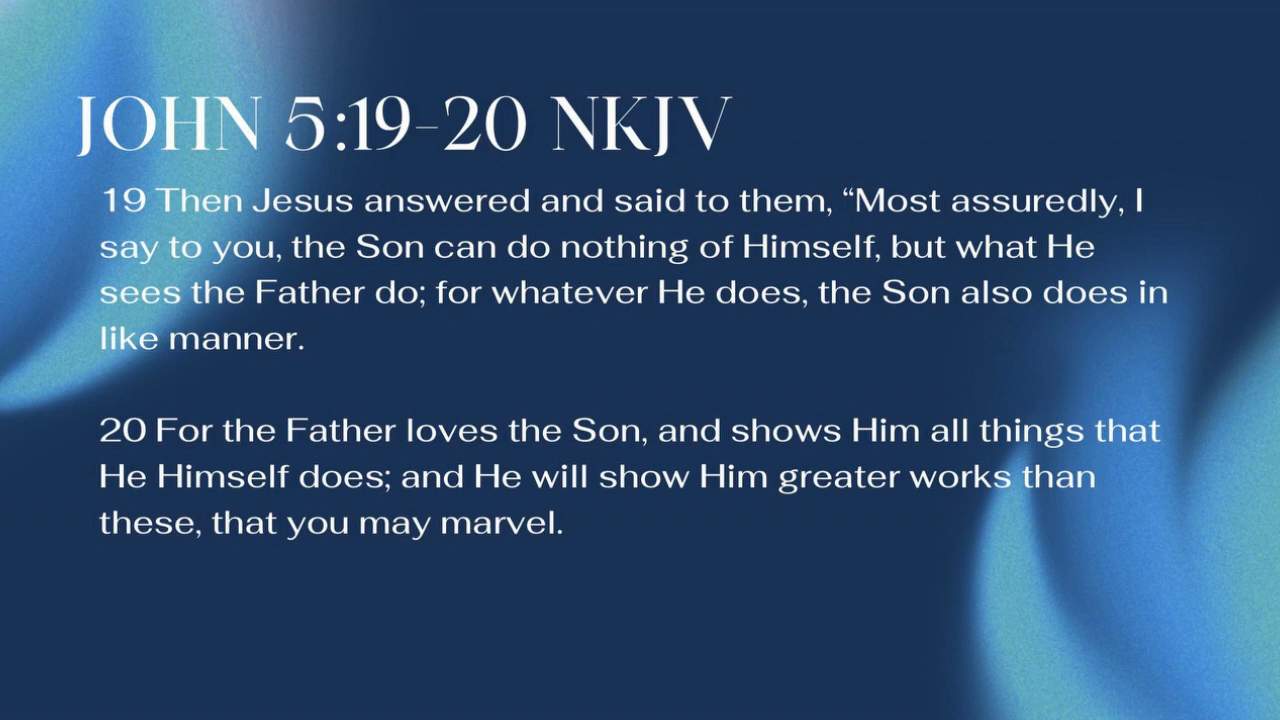 JOHN 5:19-20 NKJV
19 Then Jesus answered and said to them, “Most assuredly, I
say to you, the Son can do nothing of Himself, but what He
sees the Father do; for whatever He does, the Son also does in
like manner.
20 For the Father loves the Son, and shows Him all things that
He Himself does; and He will show Him greater works than
these, that you may marvel.